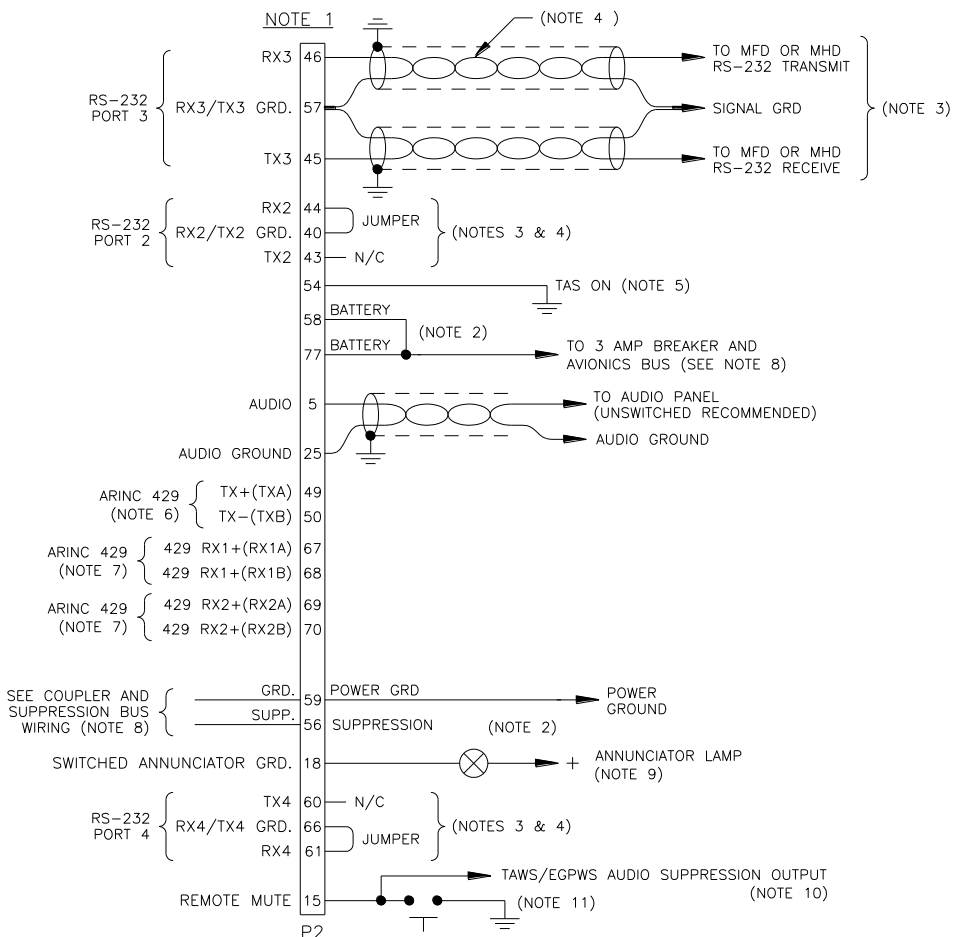 NOTE 1
(NOTE 4 )
RS-232
PORT 3
RX3 46
RX3/TX3 GRD. 57
TX3 45
TO MFD OR MHD
RS-232 TRANSMIT
SIGNAL GRD
TO MFD OR MHD
RS-232 RECEIVE
(NOTE 3)
RS-232
PORT 2
RX2 44
RX2/TX2 GRD. 40
TX2 43
JUMPER
N/C
(NOTES 3 & 4)
54
TAS ON (NOTE 5)
58 BATTERY
(NOTE 2)
77 BATTERY
TO 3 AMP BREAKER AND
AVIONICS BUS (SEE NOTE 8)
AUDIO 5
TO AUDIO PANEL
(UNSWITCHED RECOMMENDED)
AUDIO GROUND
AUDIO GROUND 25
ARINC 429
(NOTE 6)
TX+(TXA) 49
TX-(TXB) 50
ARINC 429
(NOTE 7)
429 RX1+(RX1A) 67
429 RX1+(RX1B) 68
ARINC 429
(NOTE 7)
429 RX2+(RX2A) 69
429 RX2+(RX2B) 70
SEE COUPLER AND
SUPPRESSION BUS
WIRING (NOTE 8)
GRD. 59 POWER GRD
POWER
GROUND
SUPP. 56 SUPPRESSION
(NOTE 2)
SWITCHED ANNUNCIATOR GRD. 18
+ ANNUNCIATOR LAMP
(NOTE 9)
RS-232
PORT 4
TX4 60 N/C
RX4/TX4 GRD. 66
RX4 61
JUMPER
(NOTES 3 & 4)
TAWS/EGPWS AUDIO SUPPRESSION OUTPUT
(NOTE 10)
REMOTE MUTE 15
(NOTE 11)
P2